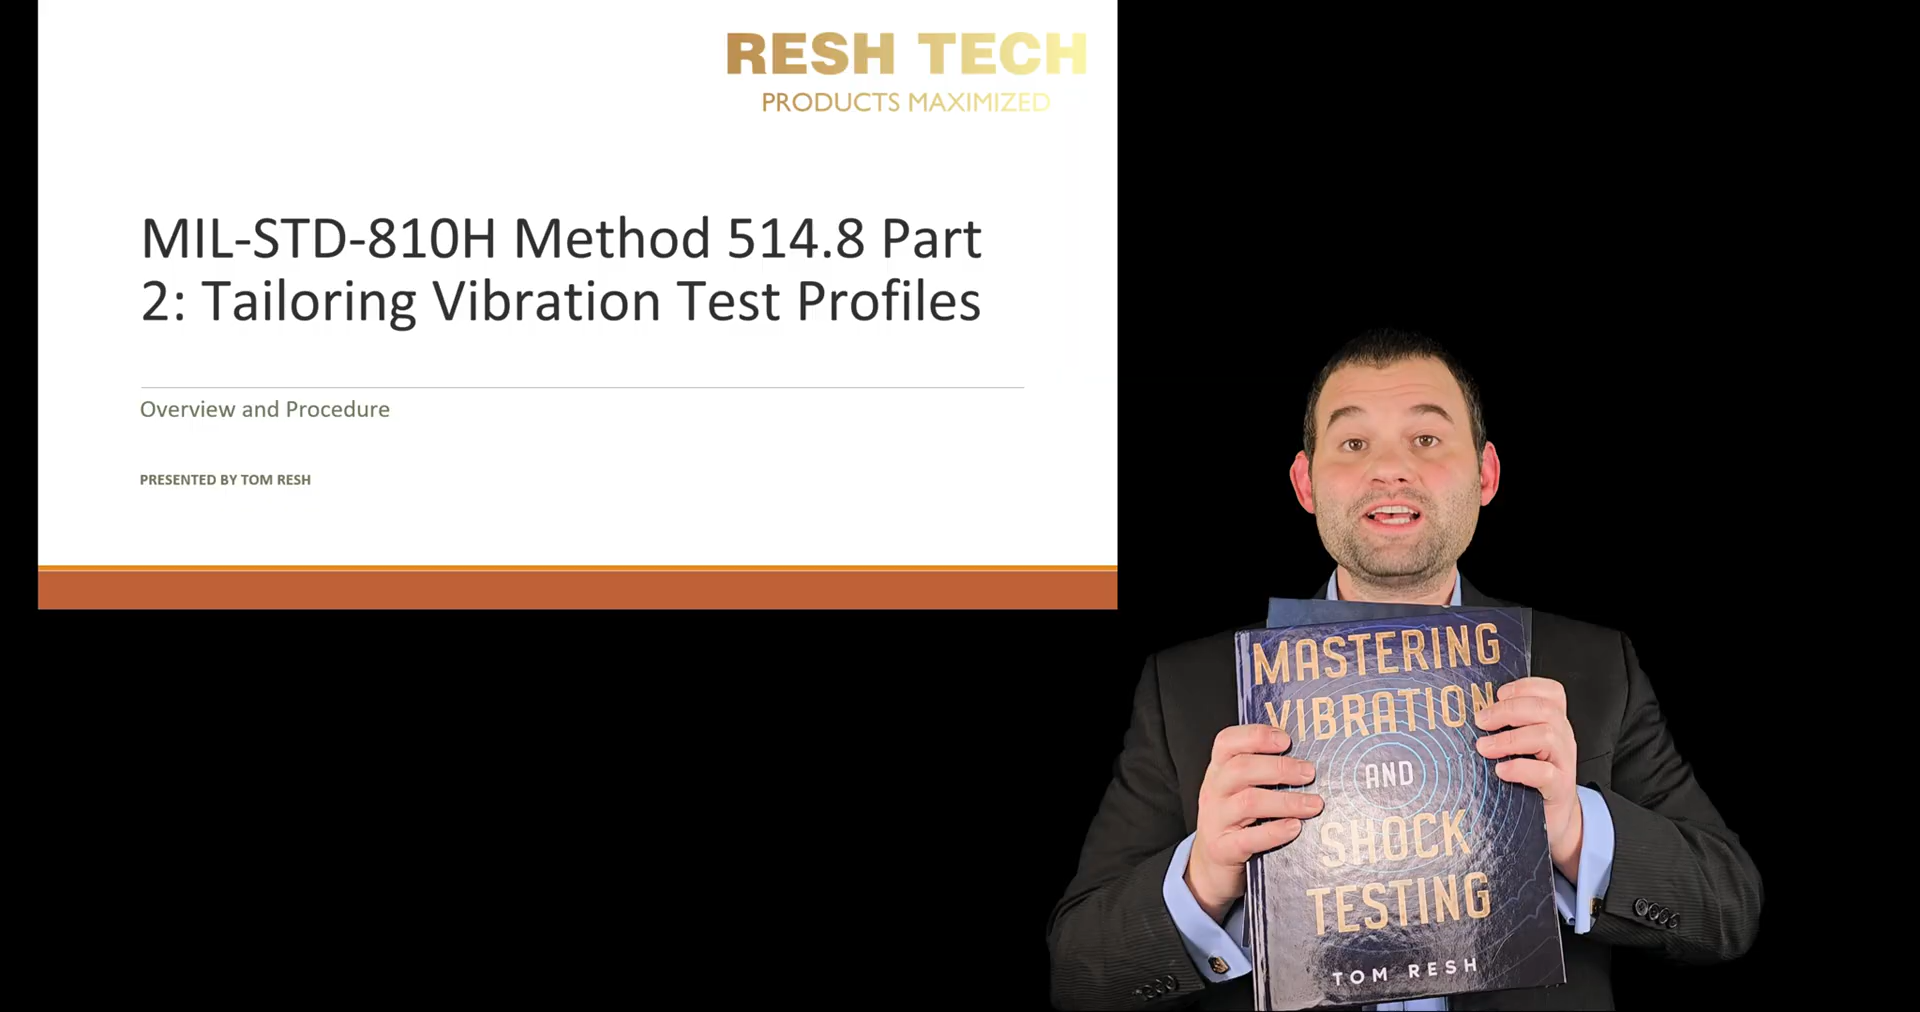 RESH TECH
PRODUCTS MAXIMIZED
MIL-STD-810H Method 514.8 Part
2: Tailoring Vibration Test Profiles
Overview and Procedure
PRESENTED BY TOM RESH
MASTERING
VIBRATION
AND
SHOCK
TESTING
TOM RESH